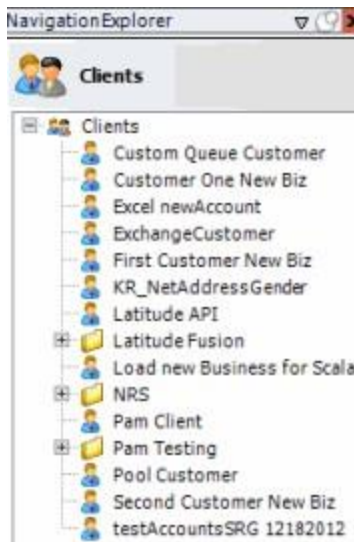 NavigationExplorer
Clients
Clients
Custom Queue Customer
Customer One New Biz
Excel newAccount
ExchangeCustomer
First Customer New Biz
KR_NetAddressGender
Latitude API
Latitude Fusion
Load new Business for Scala
NRS
Pam Client
Pam Testing
Pool Customer
Second Customer New Biz
testAccountsSRG 12182012